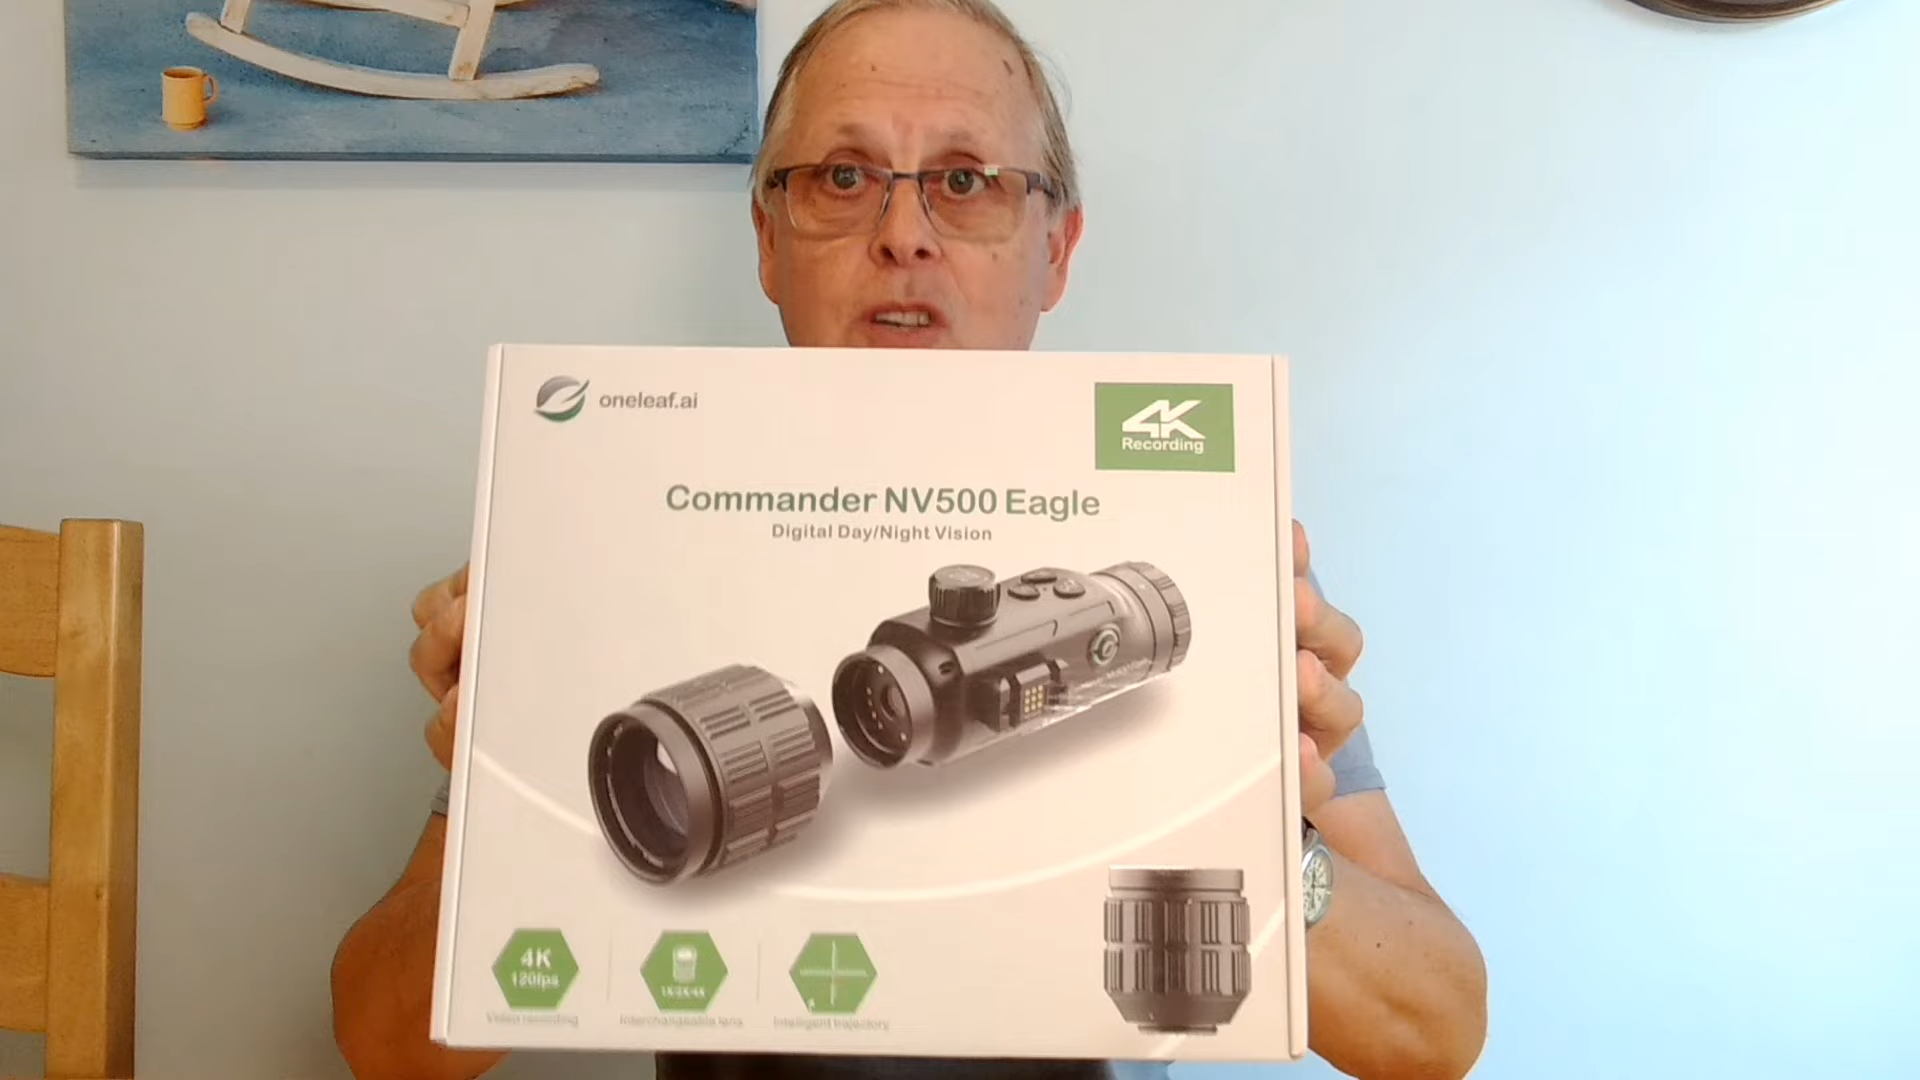 oneleaf.ai
4K
Recording
Commander NV500 Eagle
Digital Day/Night Vision
4K
120fps
Video recording
Interchangeable lens
Intelligent trajectory